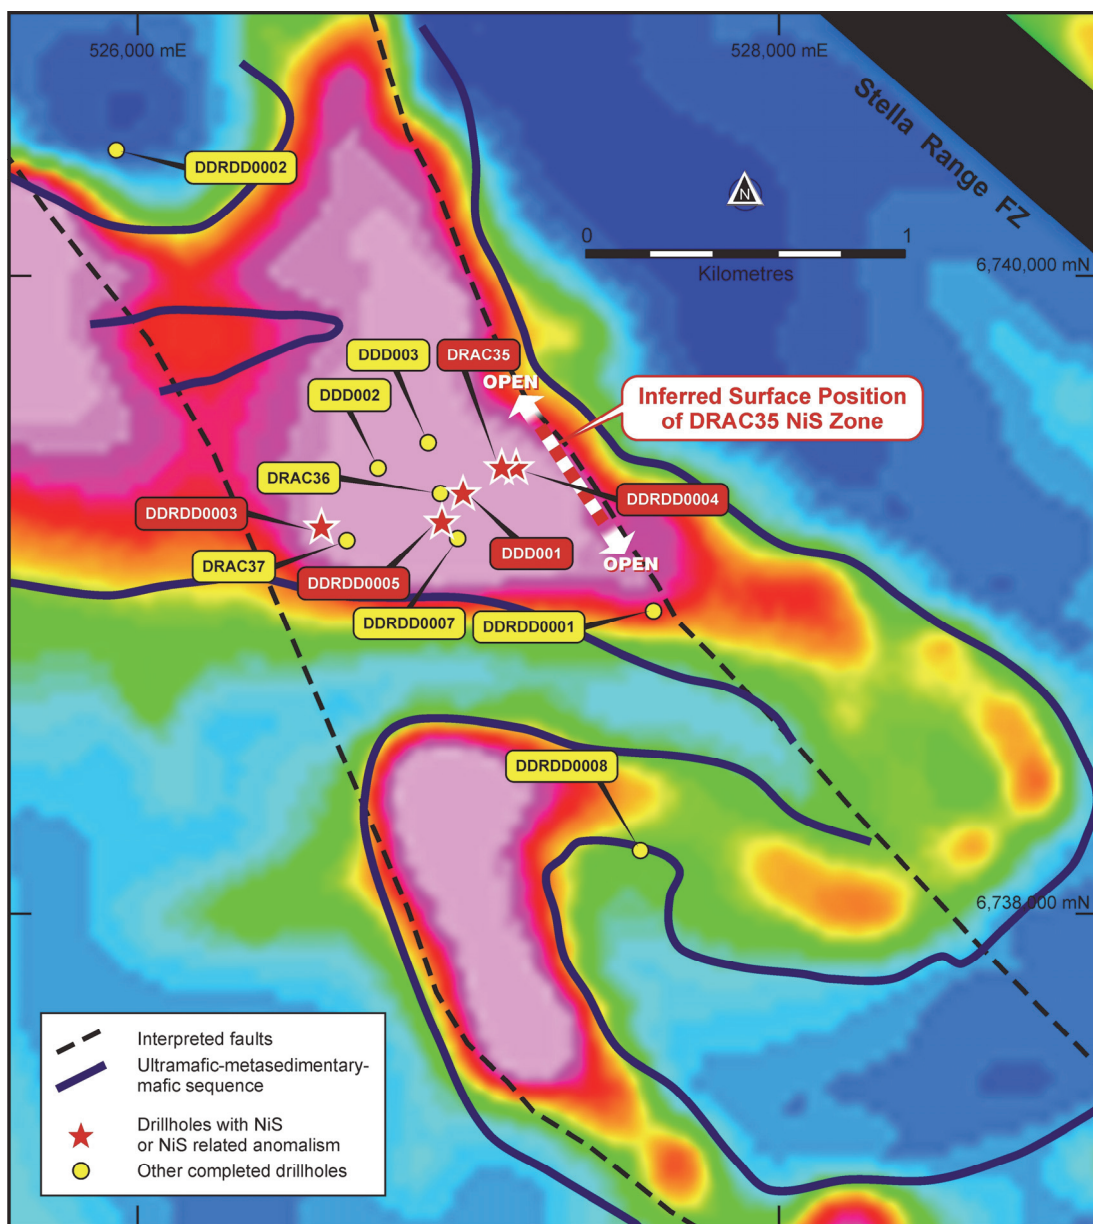 526,000 mE
528,000 mE
Stella Range FZ
DDRDD0002
N
0
1
Kilometres
6,740,000 mN
DDD003
DRAC35
OPEN
DDD002
Inferred Surface Position
of DRAC35 NiS Zone
DRAC36
DDRDD0004
DDRDD0003
DDD001
OPEN
DRAC37
DDRDD0005
DDRDD0007
DDRDD0001
DDRDD0008
6,738,000 mN
Interpreted faults
Ultramafic-metasedimentary-
mafic sequence
Drillholes with NiS
or NiS related anomalism
Other completed drillholes